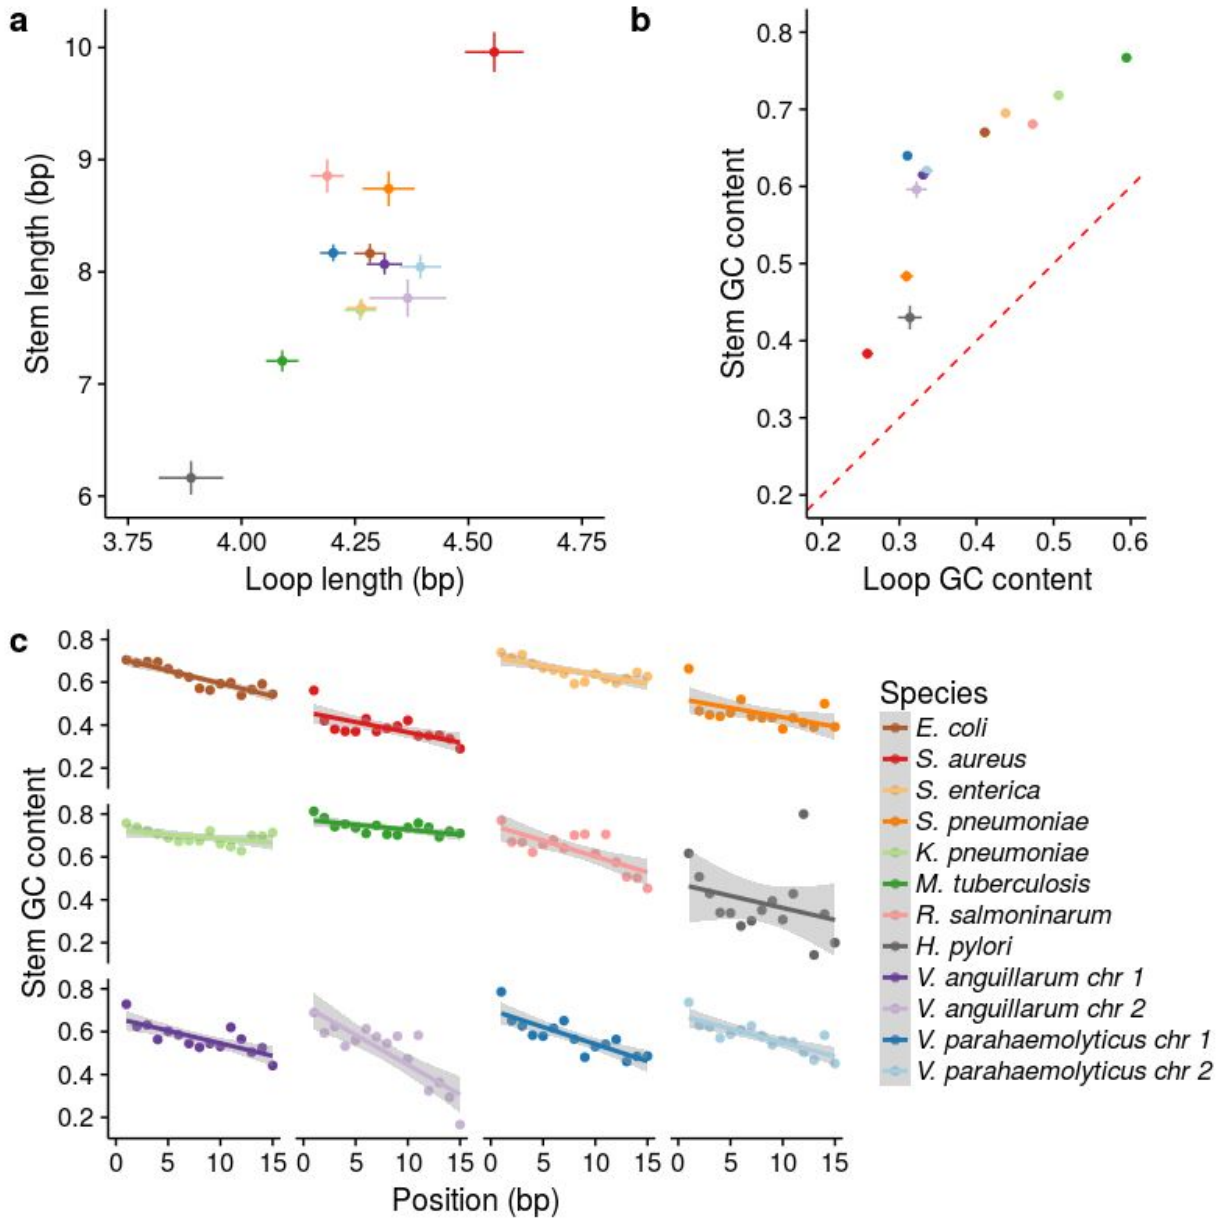 a
10
9
8
7
6
Stem length (bp)
3.75 4.00 4.25 4.50 4.75
Loop length (bp)
b
0.8
0.7
0.6
0.5
0.4
0.3
0.2
Stem GC content
0.2 0.3 0.4 0.5 0.6
Loop GC content
c
0.8
0.6
0.4
0.2
0.8
0.6
0.4
0.2
0.8
0.6
0.4
0.2
Stem GC content
0 5 10 15 0 5 10 15 0 5 10 15 0 5 10 15
Position (bp)
Species
E. coli
S. aureus
S. enterica
S. pneumoniae
K. pneumoniae
M. tuberculosis
R. salmoninarum
H. pylori
V. anguillarum chr 1
V. anguillarum chr 2
V. parahaemolyticus chr 1
V. parahaemolyticus chr 2